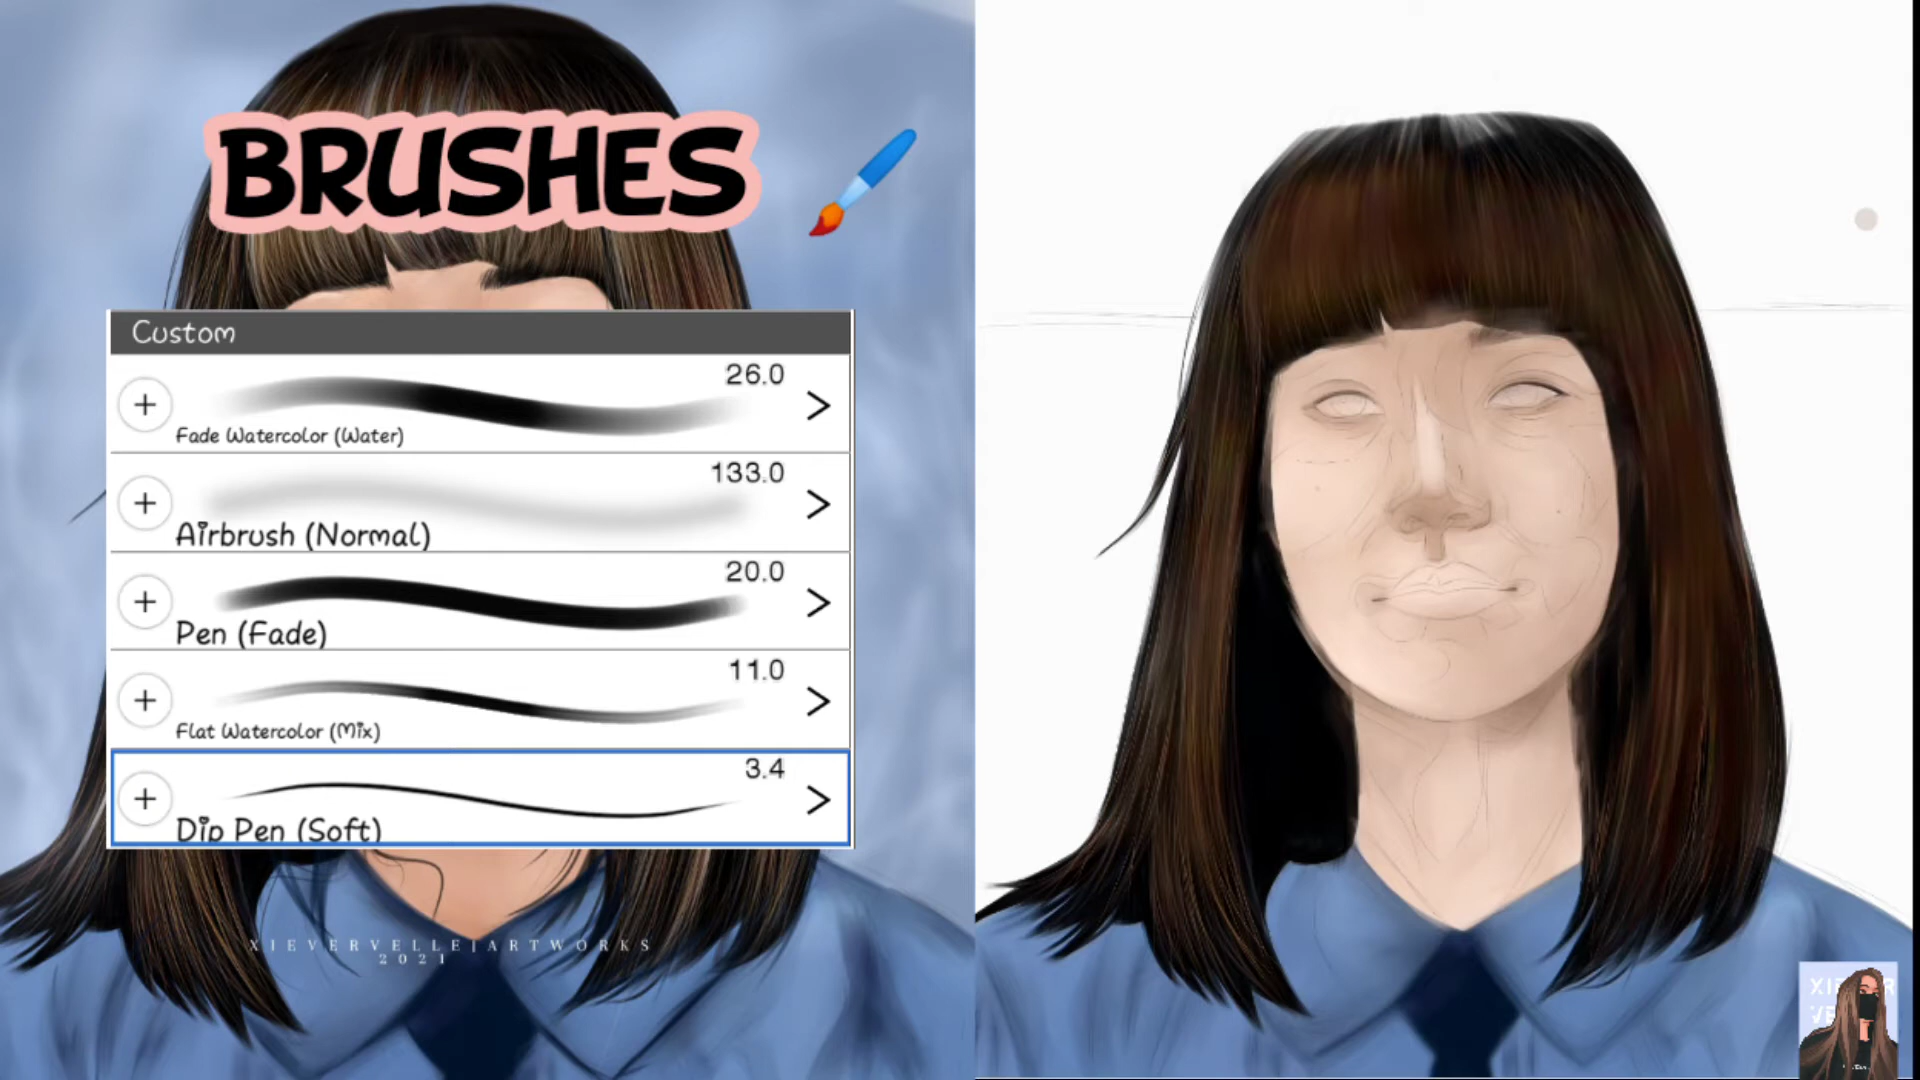 BRUSHES
Custom
26.0
Fade Watercolor (Water)
133.0
Airbrush (Normal)
20.0
Pen (Fade)
11.0
Flat Watercolor (Mix)
3.4
Dip Pen (Soft)
XIEVERVELLE|ARTWORKS
2021